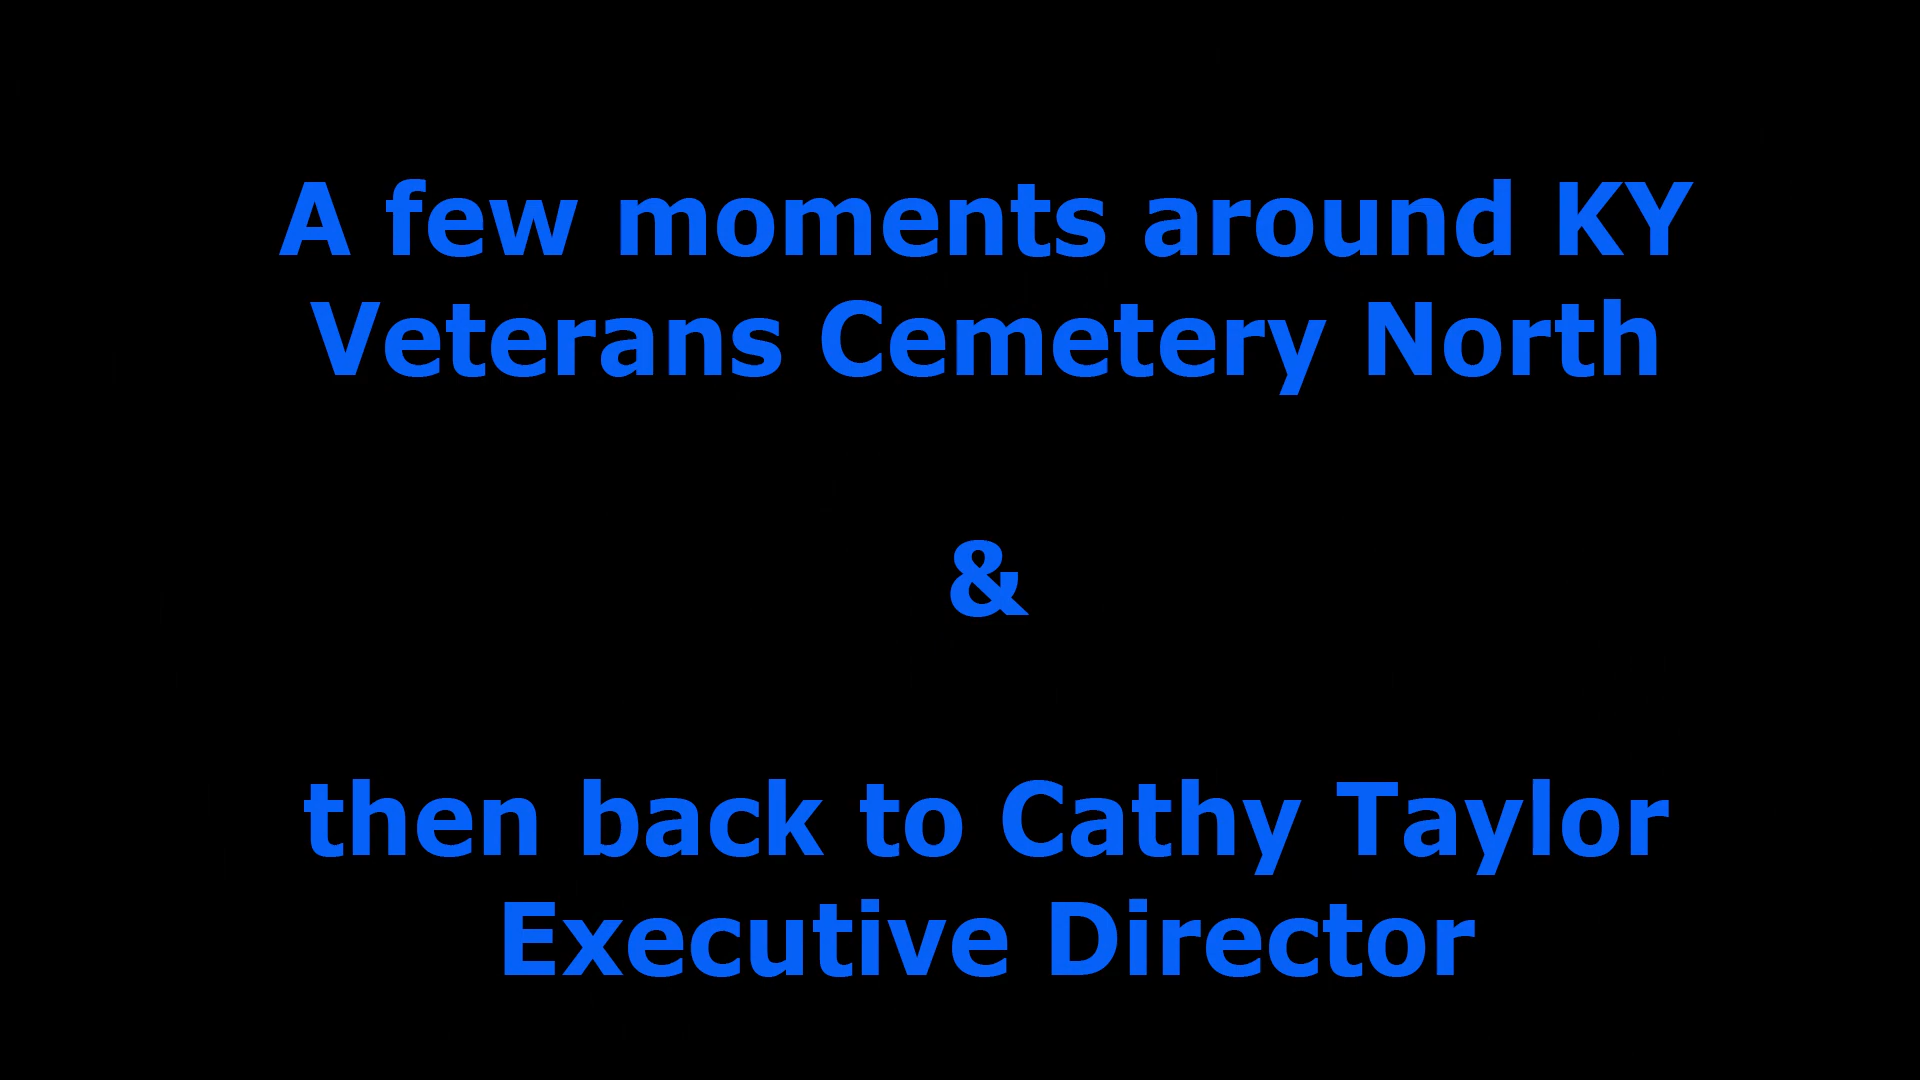 A few moments around KY
Veterans Cemetery North
&
then back to Cathy Taylor
Executive Director